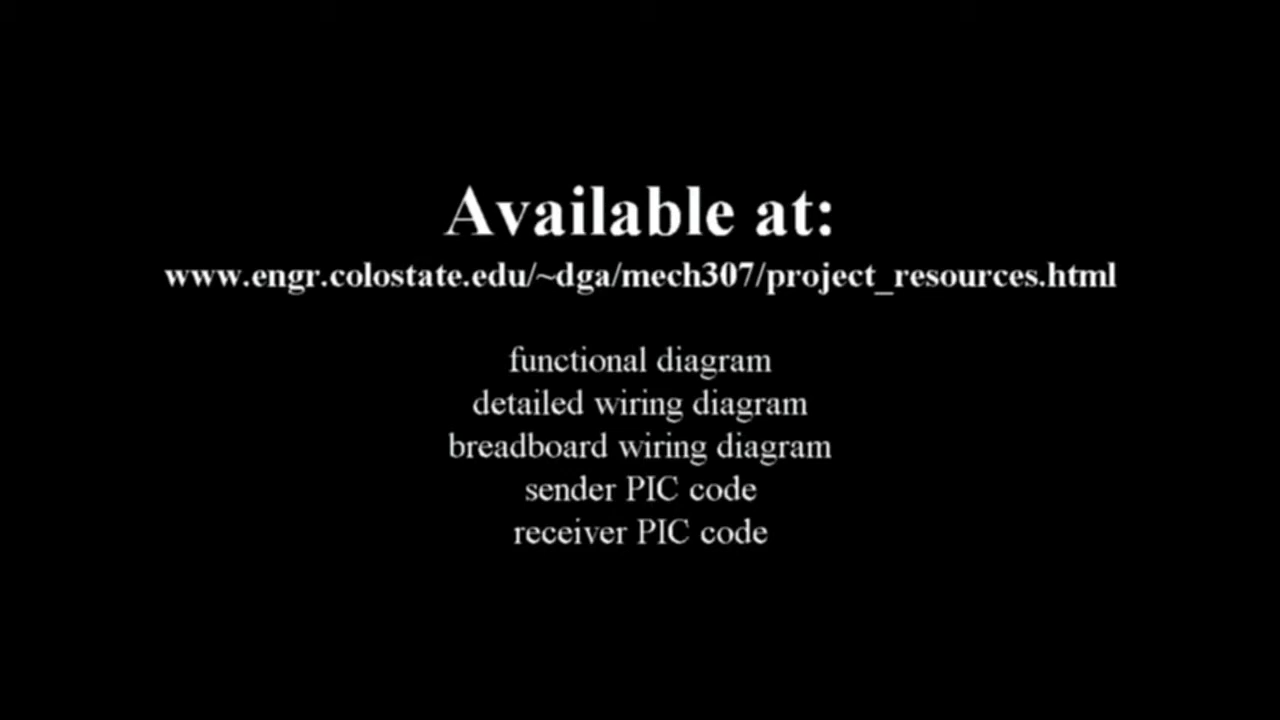 Available at:
www.engr.colostate.edu/~dga/mech307/project_resources.html
functional diagram
detailed wiring diagram
breadboard wiring diagram
sender PIC code
receiver PIC code